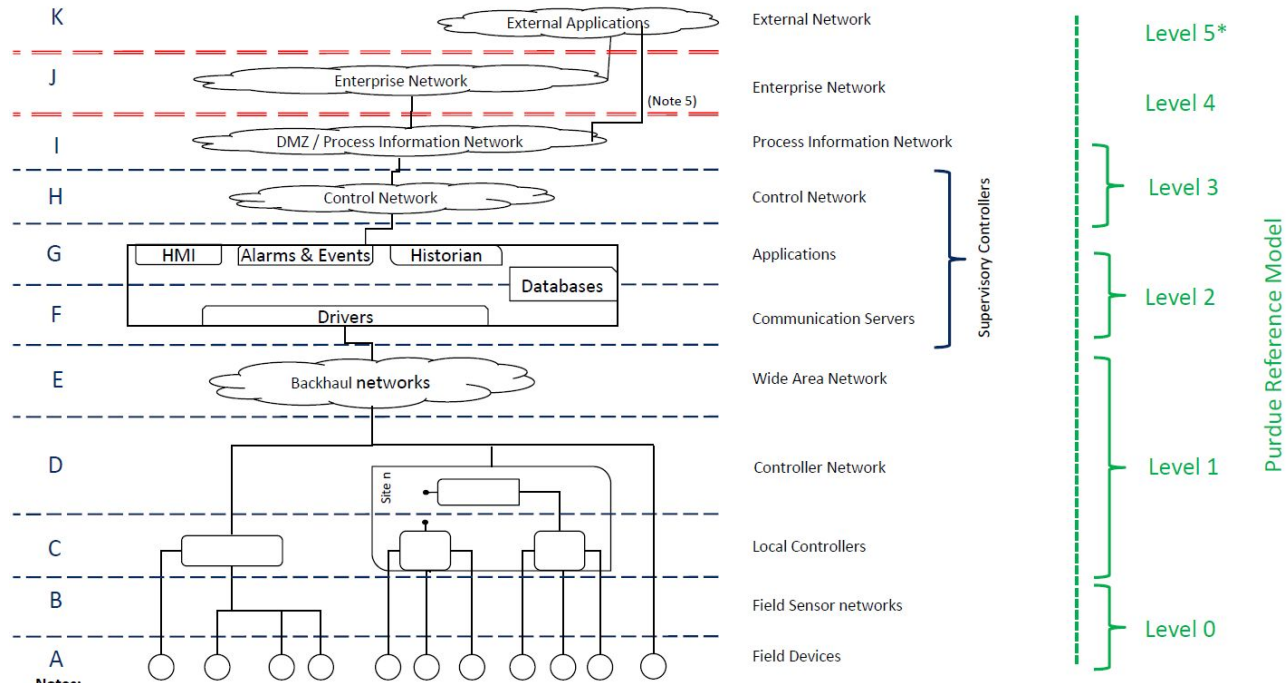 K
External Applications
External Network
Level 5*
J
Enterprise Network
Enterprise Network
Level 4
(Note 5)
I
DMZ / Process Information Network
Process Information Network
H
Control Network
Control Network
Level 3
G
HMI
Alarms & Events
Historian
Applications
Databases
Level 2
F
Drivers
Communication Servers
Supervisory Controllers
E
Backhaul networks
Wide Area Network
D
Site n
Controller Network
Level 1
Purdue Reference Model
C
Local Controllers
B
Field Sensor networks
Level 0
A
Field Devices
Notes: